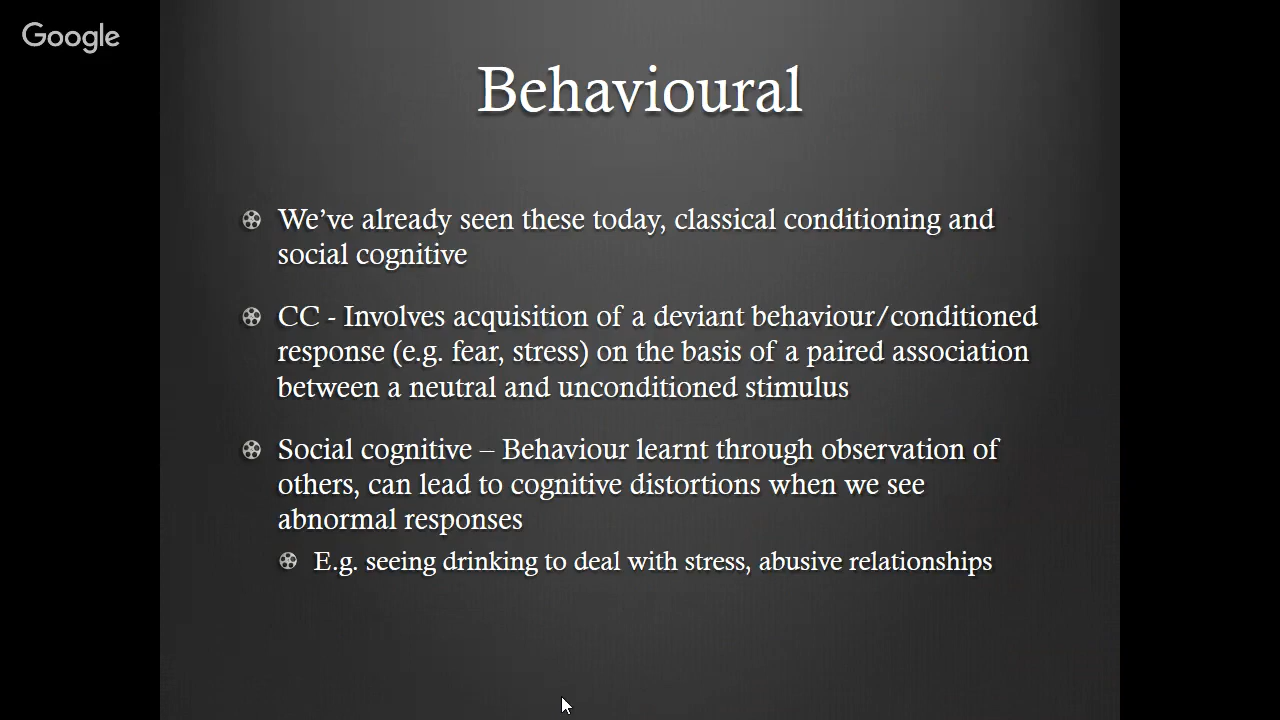 Google
Behavioural
We've already seen these today, classical conditioning and
social cognitive
CC - Involves acquisition of a deviant behaviour/conditioned
response (e.g. fear, stress) on the basis of a paired association
between a neutral and unconditioned stimulus
Social cognitive – Behaviour learnt through observation of
others, can lead to cognitive distortions when we see
abnormal responses
E.g. seeing drinking to deal with stress, abusive relationships